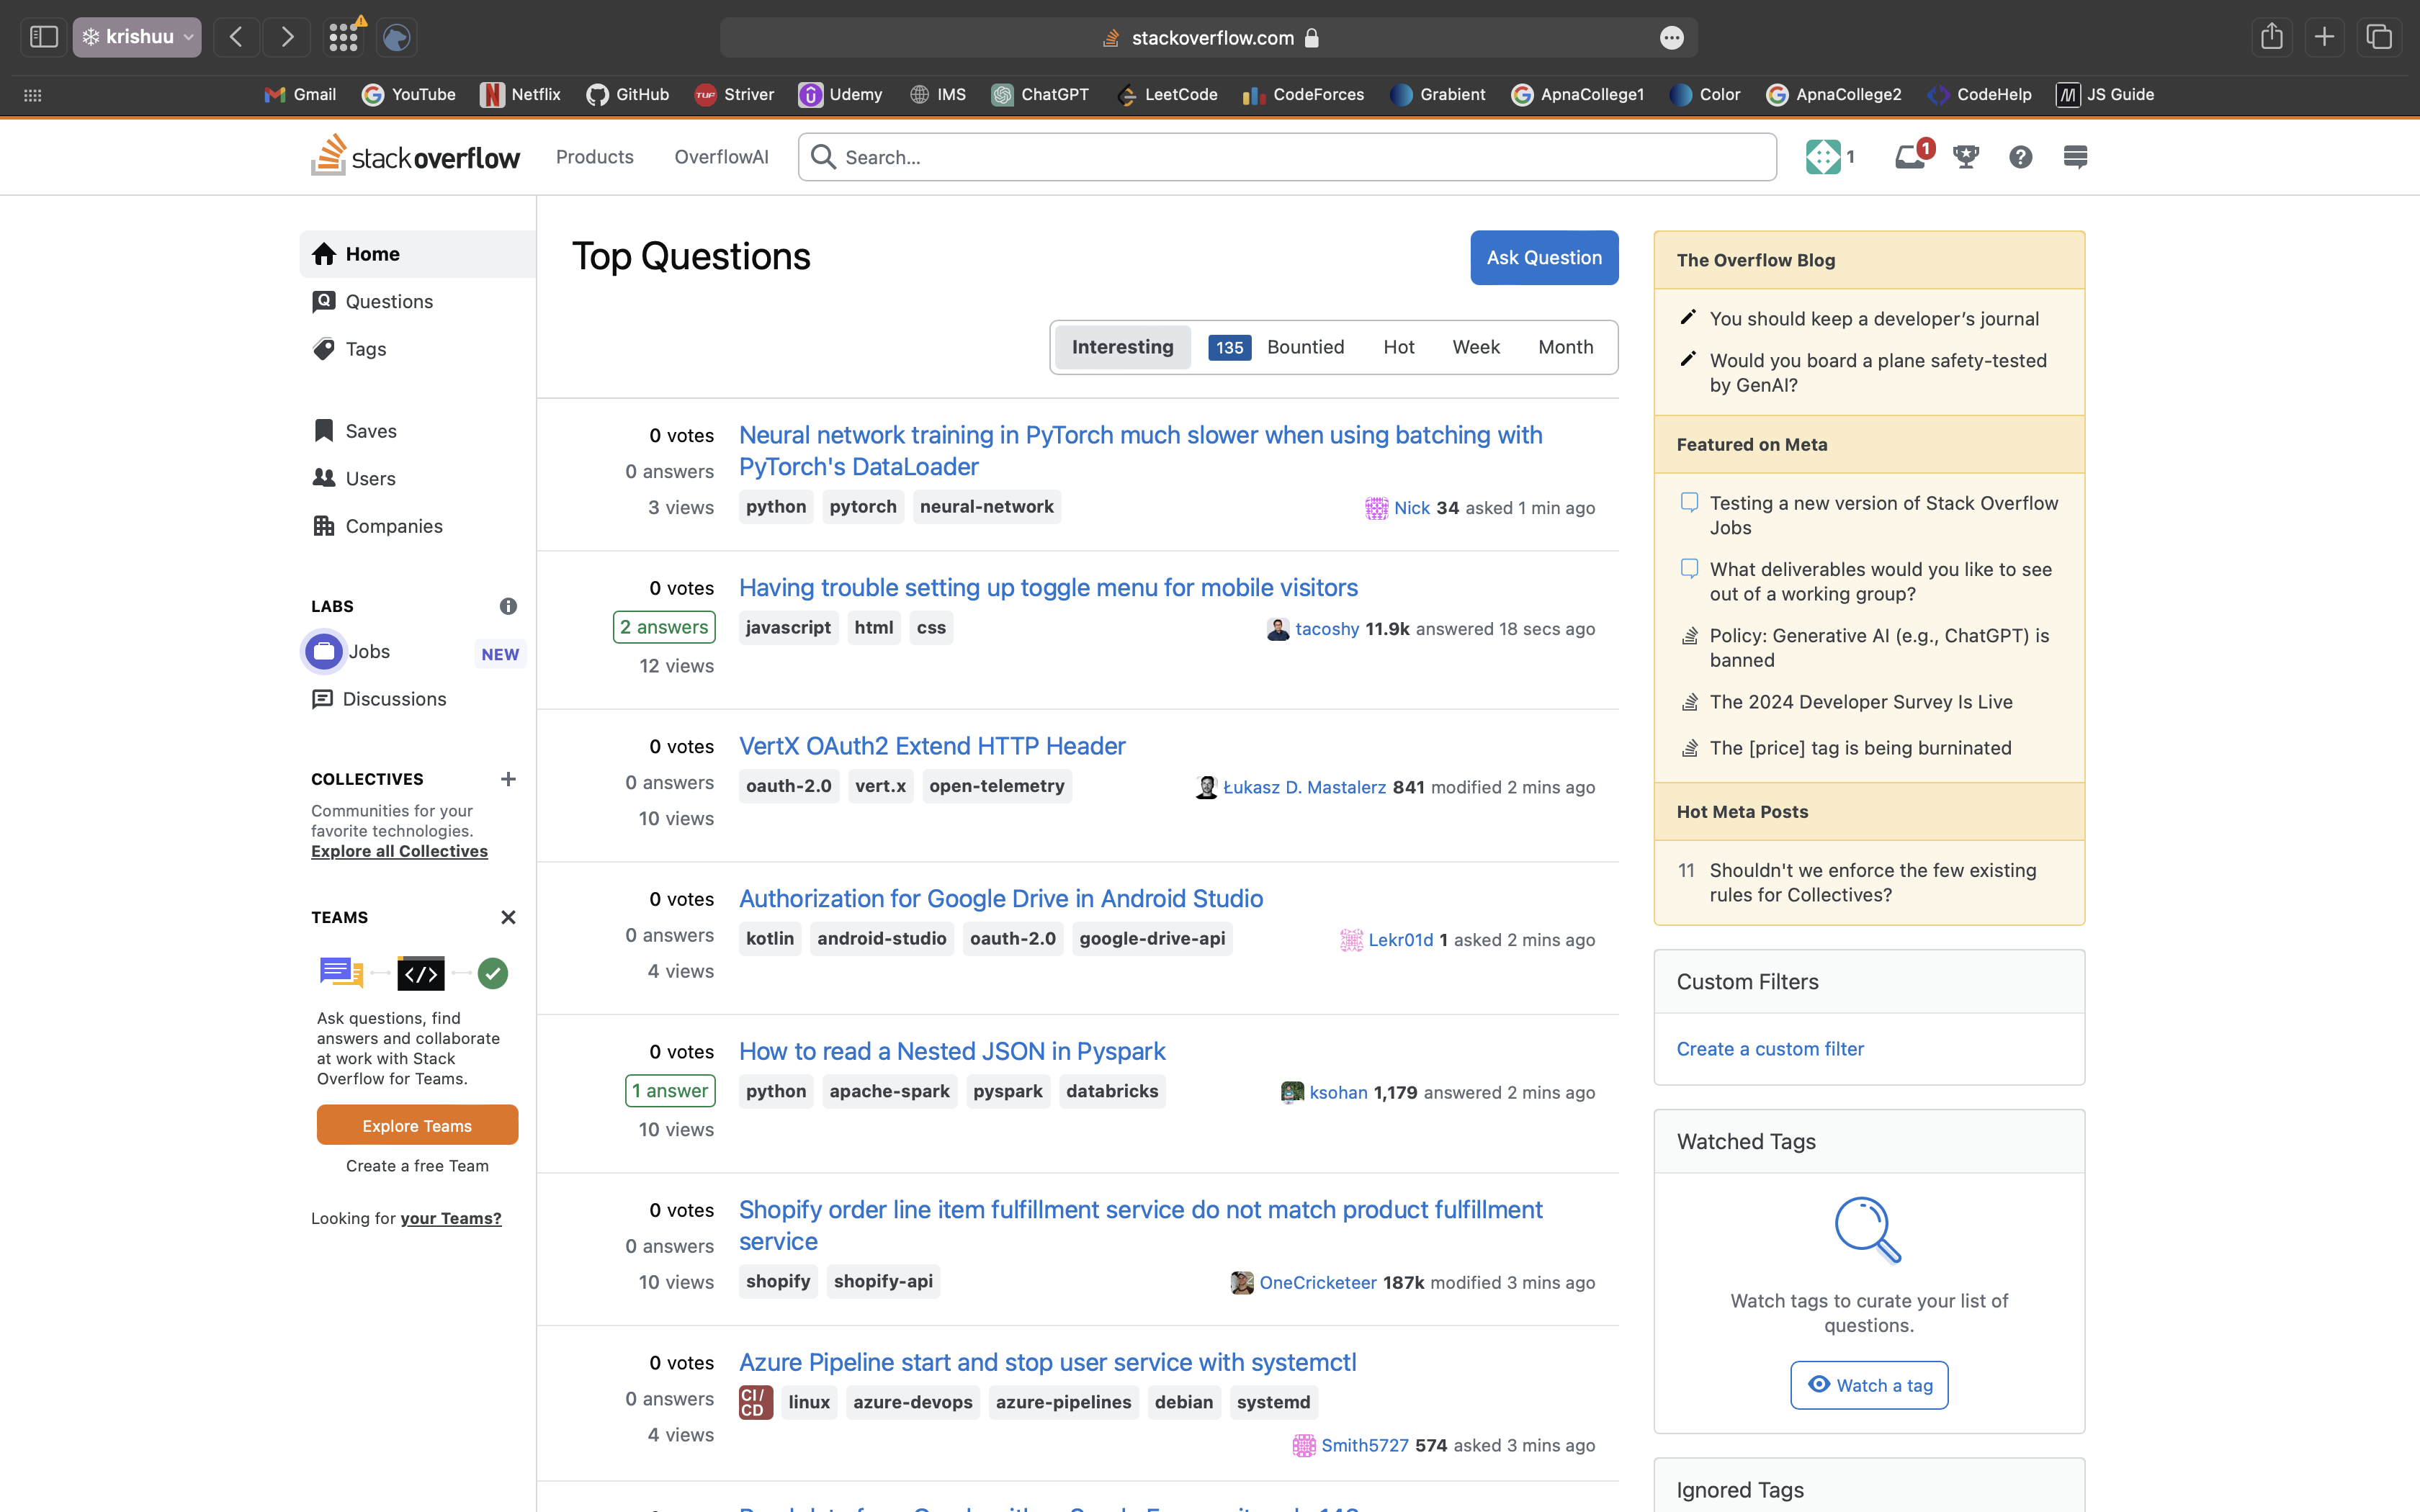 krishuu
stackoverflow.com
Gmail YouTube Netflix GitHub Striver Udemy IMS ChatGPT LeetCode CodeForces Grabient ApnaCollege1 Color ApnaCollege2 CodeHelp JS Guide
stackoverflow Products OverflowAI Search... 1 1
Home
Questions
Tags
Saves
Users
Companies
LABS
Jobs NEW
Discussions
COLLECTIVES
Communities for your
favorite technologies.
Explore all Collectives
TEAMS
</>
Ask questions, find
answers and collaborate
at work with Stack
Overflow for Teams.
Explore Teams
Create a free Team
Looking for your Teams?
Top Questions
Ask Question
Interesting 135 Bountied Hot Week Month
0 votes
0 answers
3 views
Neural network training in PyTorch much slower when using batching with
PyTorch's DataLoader
python pytorch neural-network
Nick 34 asked 1 min ago
0 votes
2 answers
12 views
Having trouble setting up toggle menu for mobile visitors
javascript html css
tacoshy 11.9k answered 18 secs ago
0 votes
0 answers
10 views
VertX OAuth2 Extend HTTP Header
oauth-2.0 vert.x open-telemetry
Łukasz D. Mastalerz 841 modified 2 mins ago
0 votes
0 answers
4 views
Authorization for Google Drive in Android Studio
kotlin android-studio oauth-2.0 google-drive-api
Lekr01d 1 asked 2 mins ago
0 votes
1 answer
10 views
How to read a Nested JSON in Pyspark
python apache-spark pyspark databricks
ksohan 1,179 answered 2 mins ago
0 votes
0 answers
10 views
Shopify order line item fulfillment service do not match product fulfillment
service
shopify shopify-api
OneCricketeer 187k modified 3 mins ago
0 votes
0 answers
4 views
Azure Pipeline start and stop user service with systemctl
CI/
CD
linux azure-devops azure-pipelines debian systemd
Smith5727 574 asked 3 mins ago
The Overflow Blog
You should keep a developer’s journal
Would you board a plane safety-tested
by GenAI?
Featured on Meta
Testing a new version of Stack Overflow
Jobs
What deliverables would you like to see
out of a working group?
Policy: Generative AI (e.g., ChatGPT) is
banned
The 2024 Developer Survey Is Live
The [price] tag is being burninated
Hot Meta Posts
11 Shouldn't we enforce the few existing
rules for Collectives?
Custom Filters
Create a custom filter
Watched Tags
Watch tags to curate your list of
questions.
Watch a tag
Ignored Tags